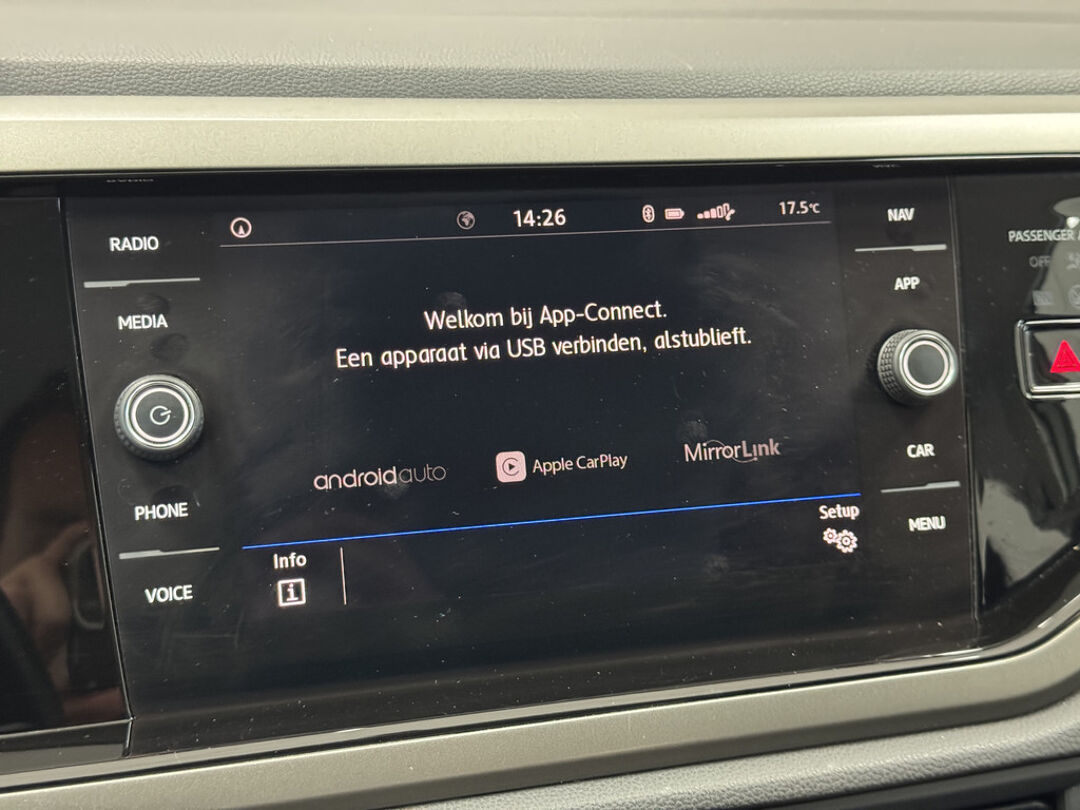 RADIO
MEDIA
PHONE
VOICE
14:26
17.5°C
Welkom bij App-Connect.
Een apparaat via USB verbinden, alstublieft.
androidauto
Apple CarPlay
MirrorLink
Setup
Info
NAV
APP
CAR
MENU
PASSENGER
OFF